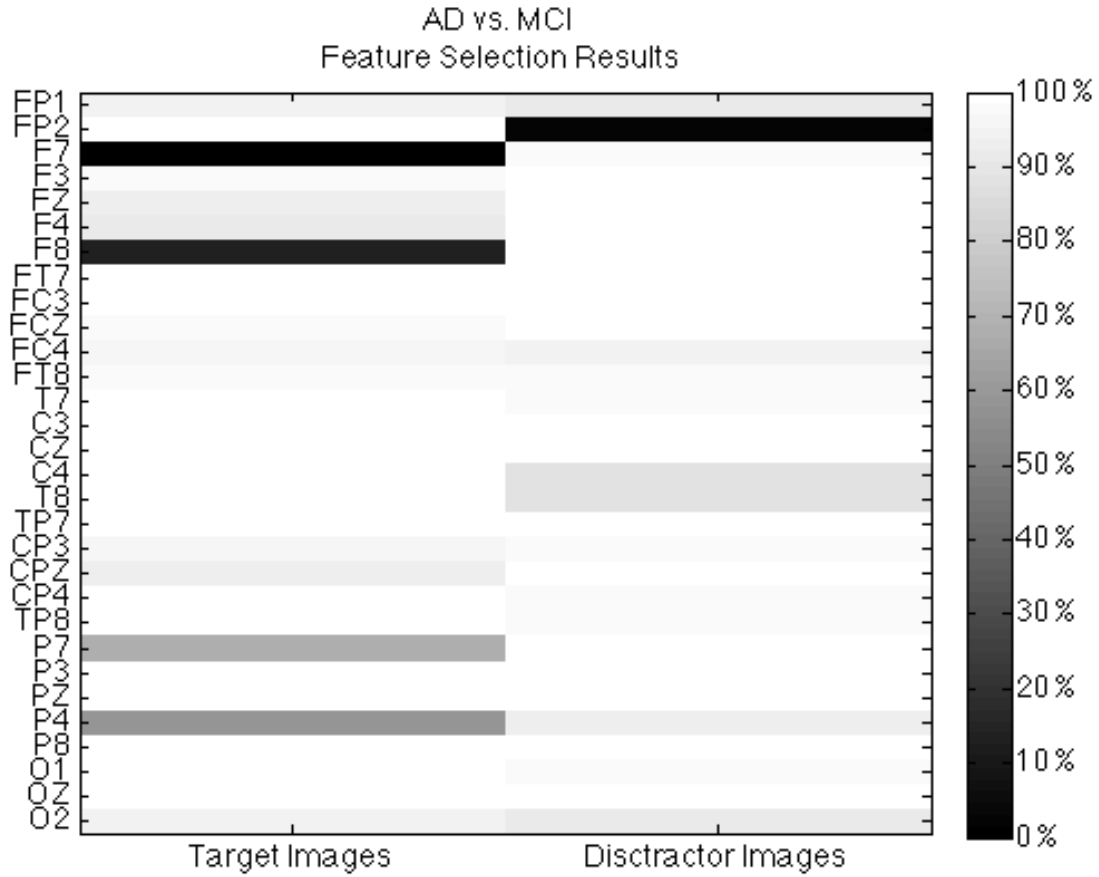 AD vs. MCI
Feature Selection Results
FP1
FP2
F7
F3
FZ
F4
F8
FT7
FC3
FCZ
FC4
FT8
T7
C3
CZ
C4
T8
TP7
CP3
CPZ
CP4
TP8
P7
P3
PZ
P4
P8
O1
OZ
O2
100%
90%
80%
70%
60%
50%
40%
30%
20%
10%
0%
Target Images
Disctractor Images